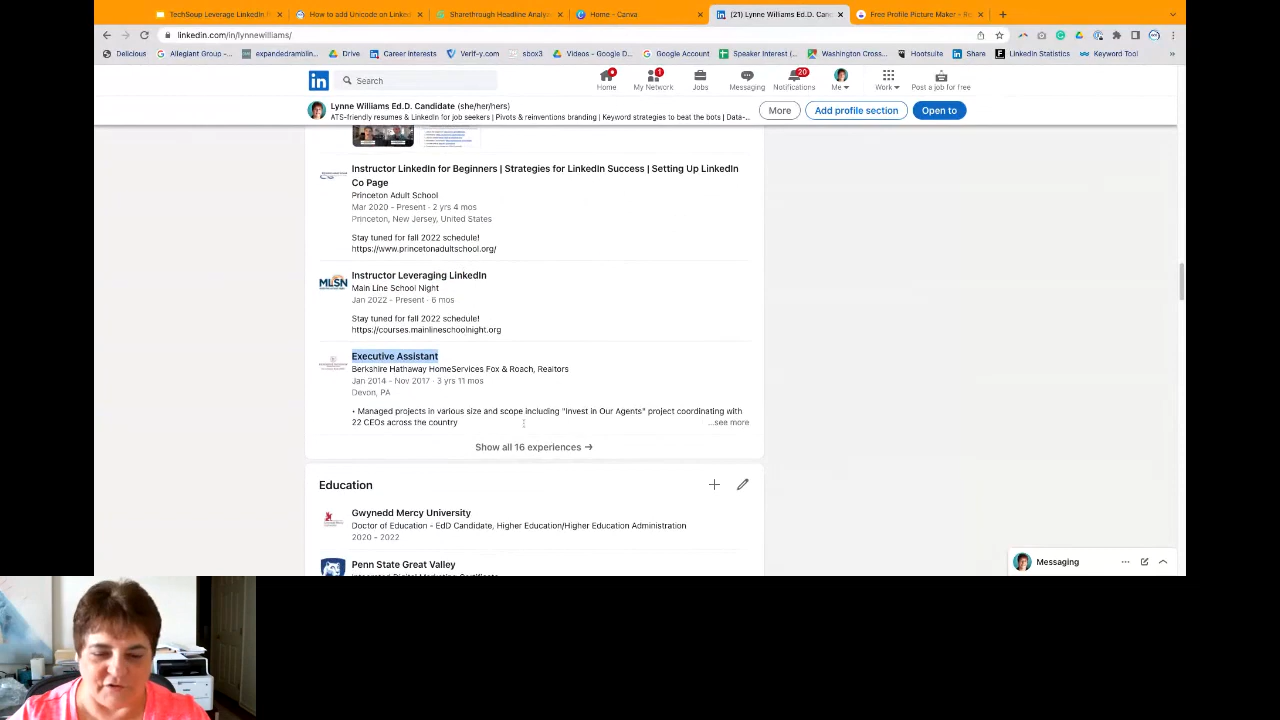 TechSoup Leverage LinkedIn
How to add Unicode on Linked
Sharethrough Headline Analy
Home - Canva
(21) Lynne Williams Ed.D. Can
Free Profile Picture Maker - R
linkedin.com/in/lynnewilliams/
Delicious
Allegiant Group -...
expandedramblin...
Drive
Verif-y.com
sbox3
Videos - Google D...
Google Account
Speaker Interest (...
Washington Cross...
Hootsuite
Share
LinkedIn Statistics
Keyword Tool
in
Search
Home
1
My Network
Jobs
Messaging
20
Notifications
Me
Work
Post a job for free
Lynne Williams Ed.D. Candidate (she/her/hers)
ATS-friendly resumes & LinkedIn for job seekers | Pivots & reinventions branding | Keyword strategies to beat the bots | Data-...
More
Add profile section
Open to
Instructor LinkedIn for Beginners | Strategies for LinkedIn Success | Setting Up LinkedIn
Co Page
Princeton Adult School
Mar 2020 - Present · 2 yrs 4 mos
Princeton, New Jersey, United States
Stay tuned for fall 2022 schedule!
https://www.princetonadultschool.org/
MLSN
Instructor Leveraging LinkedIn
Main Line School Night
Jan 2022 - Present · 6 mos
Stay tuned for fall 2022 schedule!
https://courses.mainlineschoolnight.org
Executive Assistant
Berkshire Hathaway HomeServices Fox & Roach, Realtors
Jan 2014 - Nov 2017 · 3 yrs 11 mos
Devon, PA
• Managed projects in various size and scope including "Invest in Our Agents" project coordinating with
22 CEOs across the country
...see more
Show all 16 experiences →
Education
Gwynedd Mercy University
Doctor of Education - EdD Candidate, Higher Education/Higher Education Administration
2020 - 2022
Penn State Great Valley
Messaging